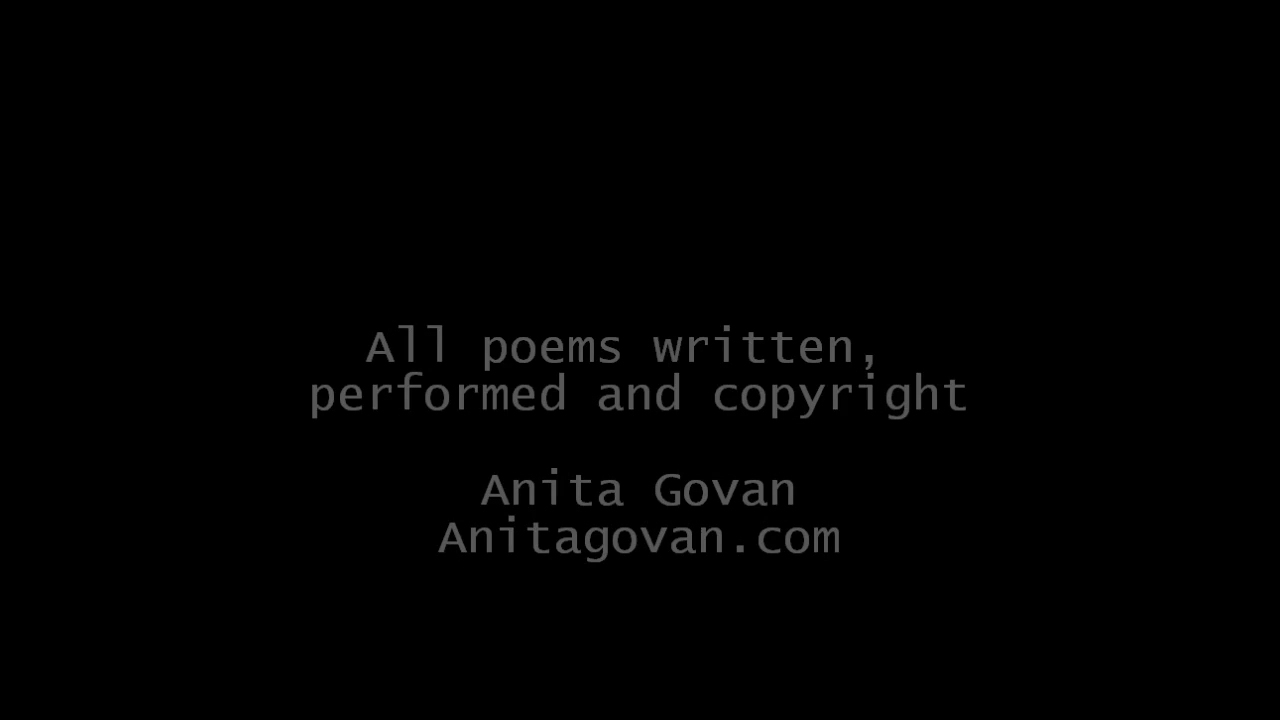 All poems written,
performed and copyright
Anita Govan
Anitagovan.com